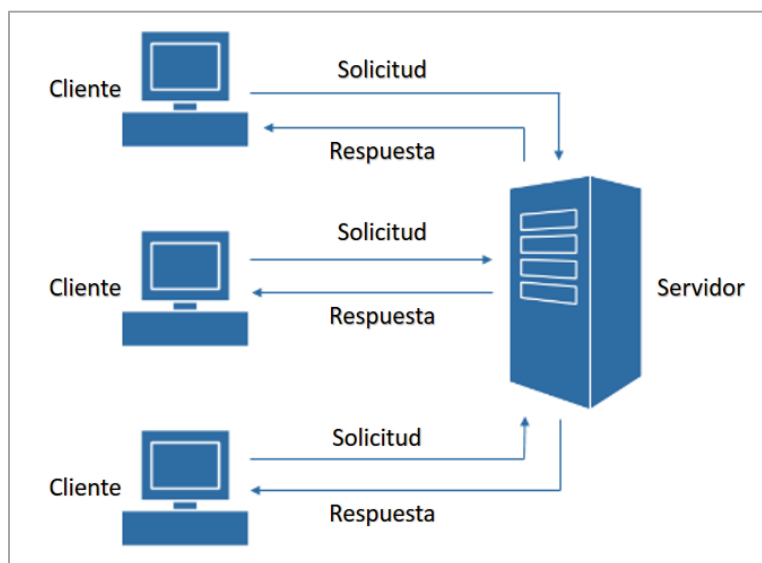 Solicitud
Cliente
Respuesta
Solicitud
Cliente
Servidor
Respuesta
Solicitud
Cliente
Respuesta